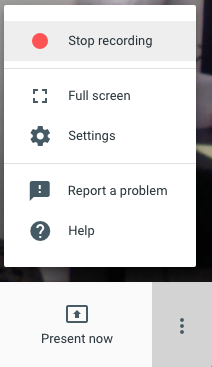 Stop recording
Full screen
Settings
Report a problem
Help
Present now